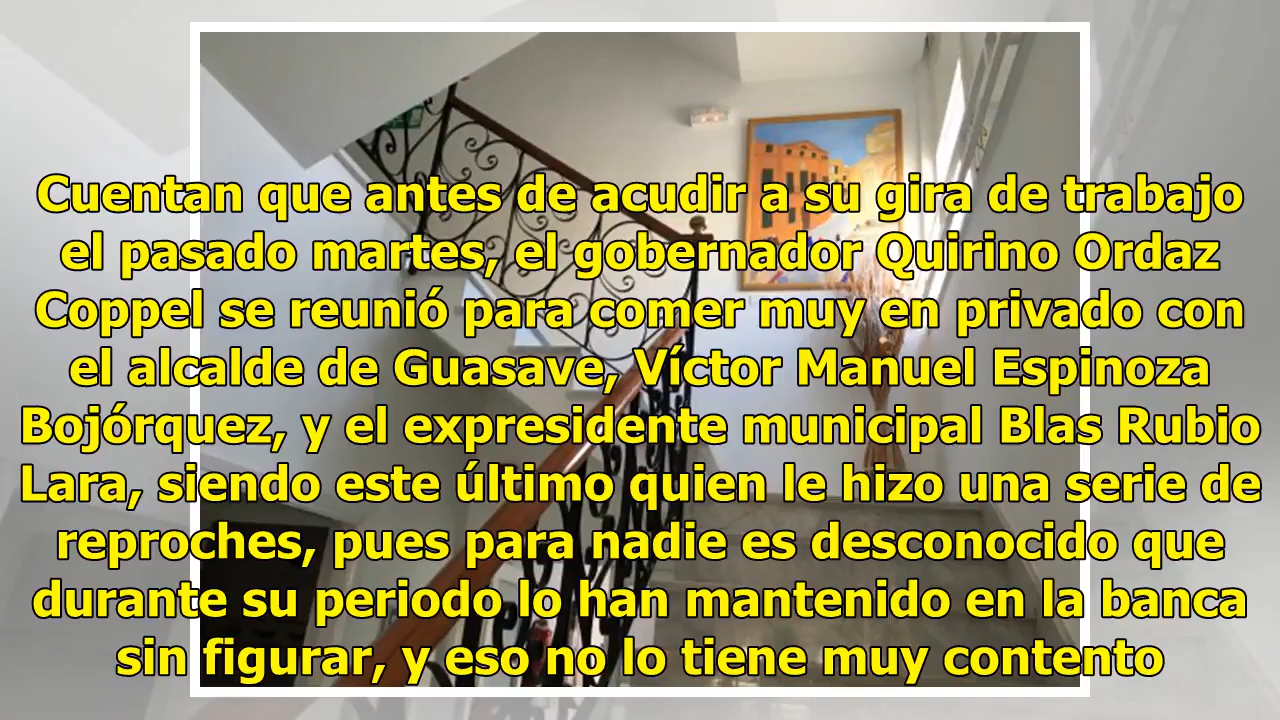 Cuentan que antes de acudir a su gira de trabajo
el pasado martes, el gobernador Quirino Ordaz
Coppel se reunió para comer muy en privado con
el alcalde de Guasave, Víctor Manuel Espinoza
Bojórquez, y el expresidente municipal Blas Rubio
Lara, siendo este último quien le hizo una serie de
reproches, pues para nadie es desconocido que
durante su periodo lo han mantenido en la banca
sin figurar, y eso no lo tiene muy contento